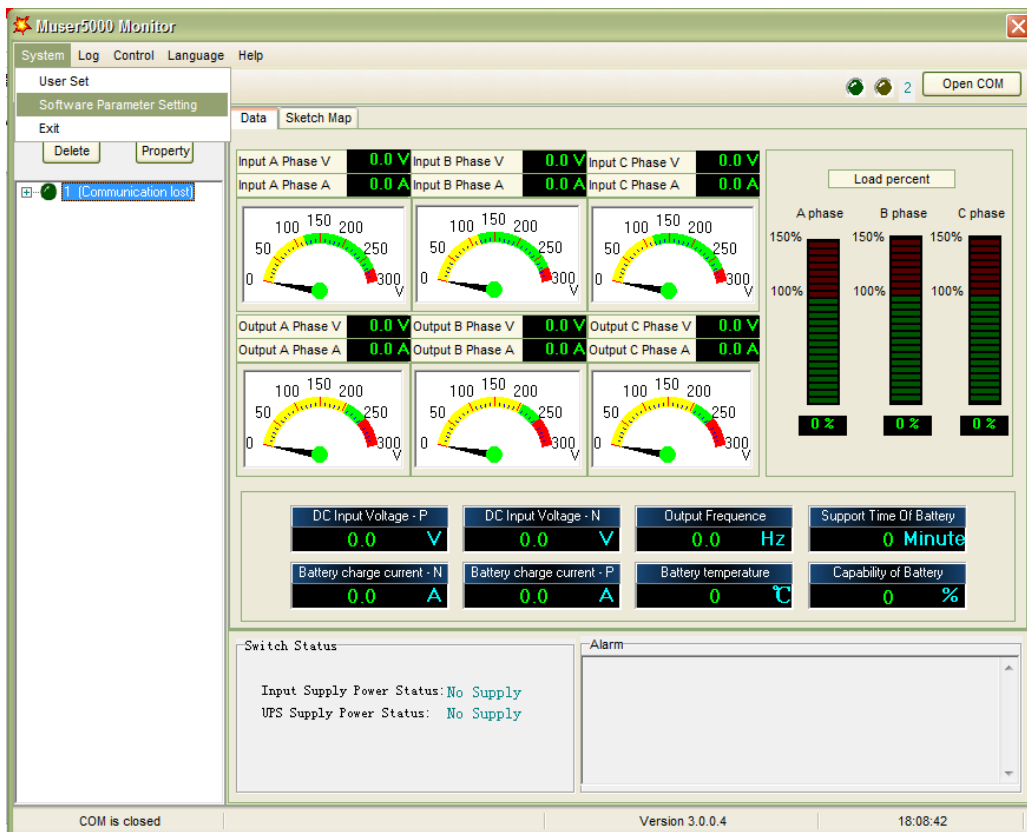 Muser5000 Monitor
System Log Control Language Help
User Set
Software Parameter Setting
Exit
2 Open COM
Delete Property
1 (Communication lost)
Data Sketch Map
Input A Phase V 0.0 V Input B Phase V 0.0 V Input C Phase V 0.0 V
Input A Phase A 0.0 A Input B Phase A 0.0 A Input C Phase A 0.0 A
0 50 100 150 200 250 300 V
0 50 100 150 200 250 300 V
0 50 100 150 200 250 300 V
Output A Phase V 0.0 V Output B Phase V 0.0 V Output C Phase V 0.0 V
Output A Phase A 0.0 A Output B Phase A 0.0 A Output C Phase A 0.0 A
0 50 100 150 200 250 300 V
0 50 100 150 200 250 300 V
0 50 100 150 200 250 300 V
Load percent
A phase B phase C phase
150% 150% 150%
100% 100% 100%
0 % 0 % 0 %
DC Input Voltage - P DC Input Voltage - N Output Frequence Support Time Of Battery
0.0 V 0.0 V 0.0 Hz 0 Minute
Battery charge current - N Battery charge current - P Battery temperature Capability of Battery
0.0 A 0.0 A 0 ℃ 0 %
Switch Status
Input Supply Power Status: No Supply
UPS Supply Power Status: No Supply
Alarm
COM is closed Version 3.0.0.4 18:08:42